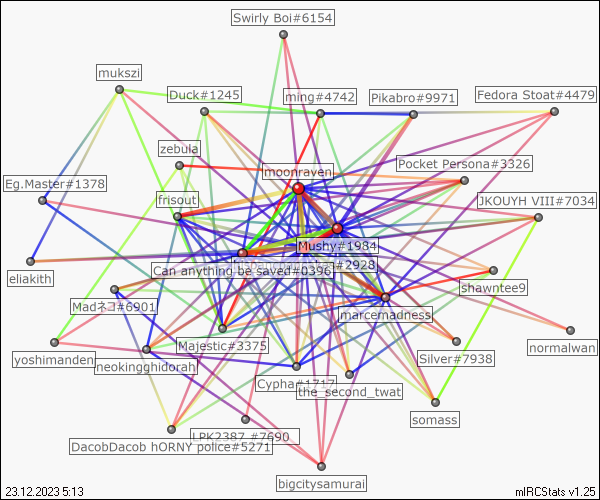 Swirly Boi#6154
mukszi
Duck#1245
ming#4742
Pikabro#9971
Fedora Stoat#4479
zebula
moonraven
Pocket Persona#3326
Eg.Master#1378
frisout
JKOUYH VIII#7034
Mushy#1984
#2928
Can anything be saved#0396
eliakith
shawntee9
Madネコ#6901
jmarcemadness
Majestic#3375
normalwan
yoshimanden
neokingghidorah
Silver#7938
Cypha#1717
the_second_twat
somass
LPK2387_#7690
DacobDacob hORNY police#5271
bigcitysamurai
23.12.2023 5:13
mIRCStats v1.25